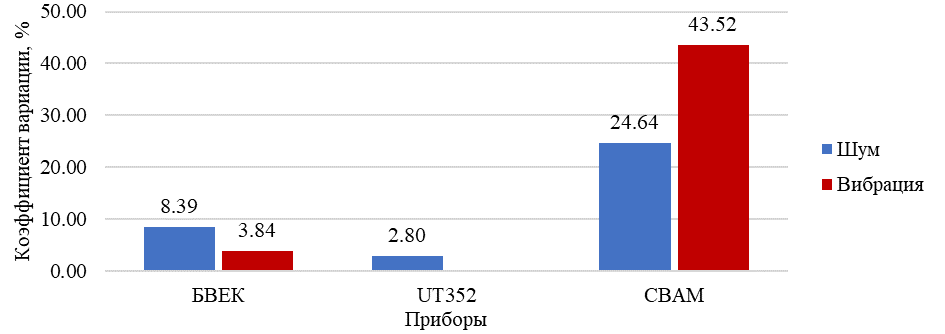 Коэффициент вариации, %
50.00
40.00
30.00
20.00
10.00
0.00
8.39
3.84
2.80
24.64
43.52
БВЕК
UT352
СВАМ
Приборы
Шум
Вибрация